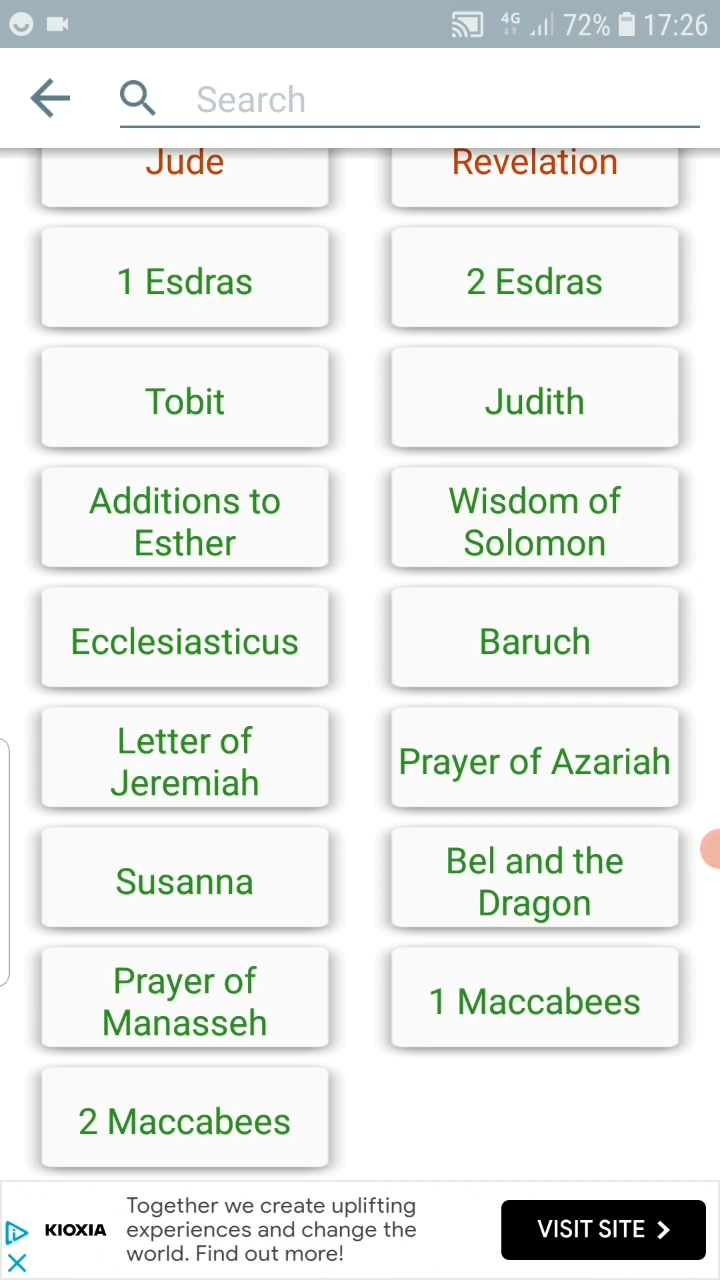 4G 72% 17:26
Search
Jude Revelation
1 Esdras 2 Esdras
Tobit Judith
Additions to
Esther
Wisdom of
Solomon
Ecclesiasticus Baruch
Letter of
Jeremiah
Prayer of Azariah
Susanna
Bel and the
Dragon
Prayer of
Manasseh
1 Maccabees
2 Maccabees
KIOXIA
Together we create uplifting
experiences and change the
world. Find out more!
VISIT SITE